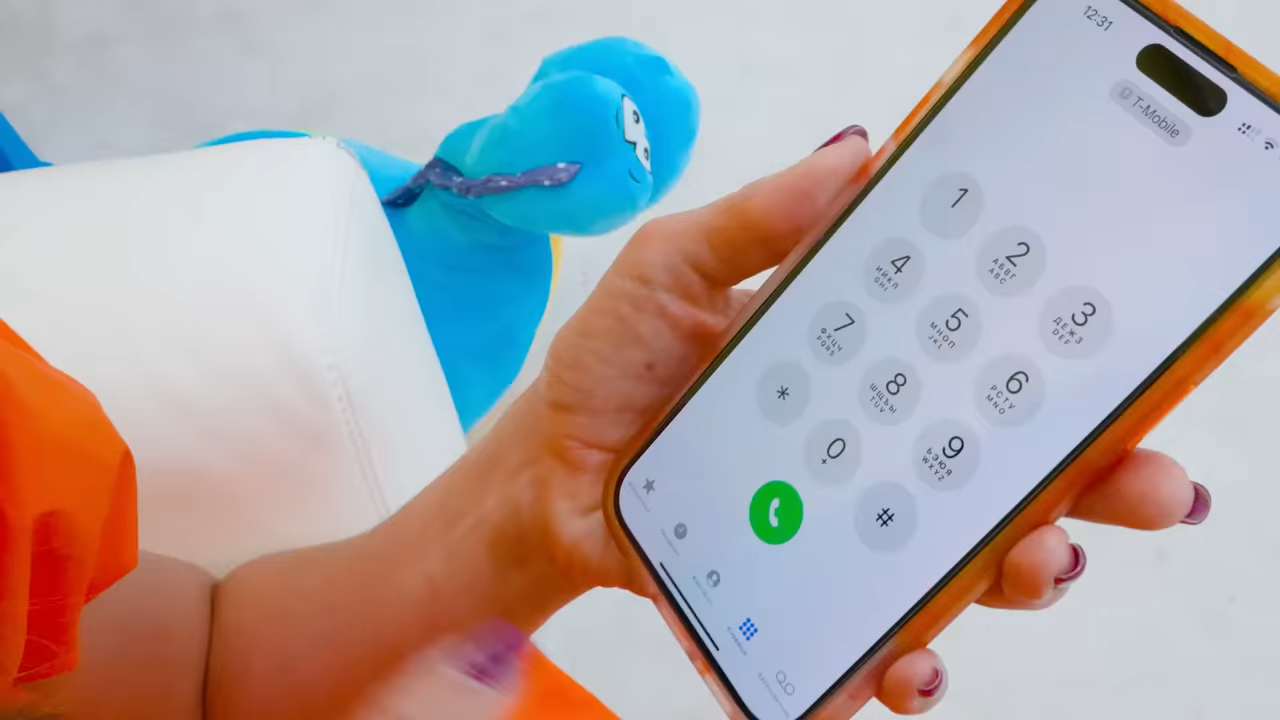 12:31
T-Mobile
1
2
АБВГ
ABC
3
ДЕЖЗ
DEF
4
ИЙКЛ
GHI
5
МНОП
JKL
6
РСТУ
MNO
7
ФХЦЧ
PQRS
8
ШЩЪЫ
TUV
9
ЬЭЮЯ
WXYZ
*
0
+
#